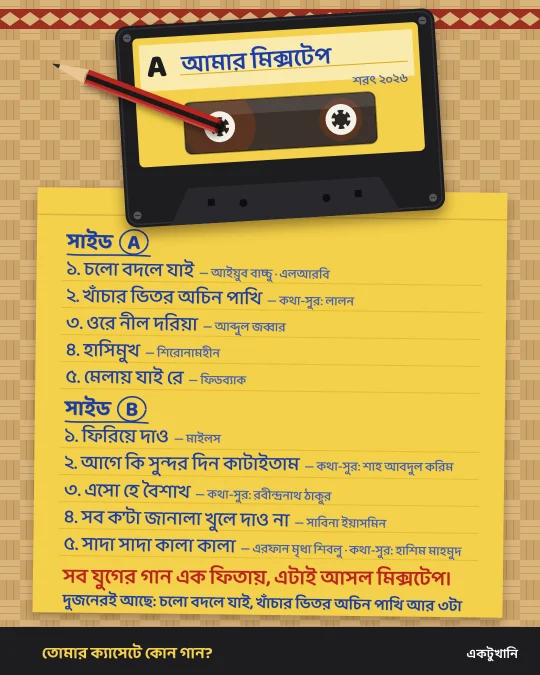 A আমার মিক্সটেপ
শরৎ ২০২৬
সাইড A
১. চলো বদলে যাই – আইয়ুব বাচ্চু · এলআরবি
২. খাঁচার ভিতর অচিন পাখি – কথা-সুর: লালন
৩. ওরে নীল দরিয়া – আব্দুল জব্বার
৪. হাসিমুখ – শিরোনামহীন
৫. মেলায় যাই রে – ফিডব্যাক
সাইড B
১. ফিরিয়ে দাও – মাইলস
২. আগে কি সুন্দর দিন কাটাইতাম – কথা-সুর: শাহ আবদুল করিম
৩. এসো হে বৈশাখ – কথা-সুর: রবীন্দ্রনাথ ঠাকুর
৪. সব ক'টা জানালা খুলে দাও না – সাবিনা ইয়াসমিন
৫. সাদা সাদা কালা কালা – এরফান মৃধা শিবলু · কথা-সুর: হাশিম মাহমুদ
সব যুগের গান এক ফিতায়, এটাই আসল মিক্সটেপ।
দুজনেরই আছে: চলো বদলে যাই, খাঁচার ভিতর অচিন পাখি আর ৩টা
তোমার ক্যাসেটে কোন গান?
একটুখানি